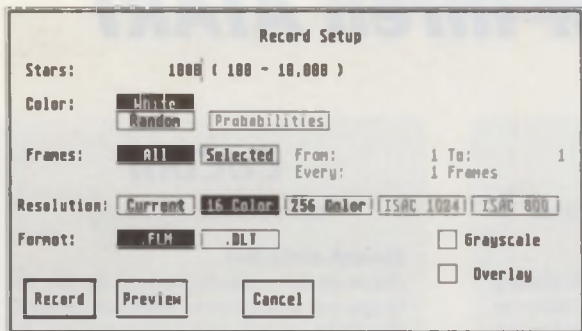 Record Setup
Stars: 1000 ( 100 - 10,000 )
Color: White
Random Probabilities
Frames: All Selected From: 1 To: 1
Every: 1 Frames
Resolution: Current 16 Color 256 Color ISAC 1024 ISAC 800
Format: .FLM .DLT Grayscale
Overlay
Record Preview Cancel